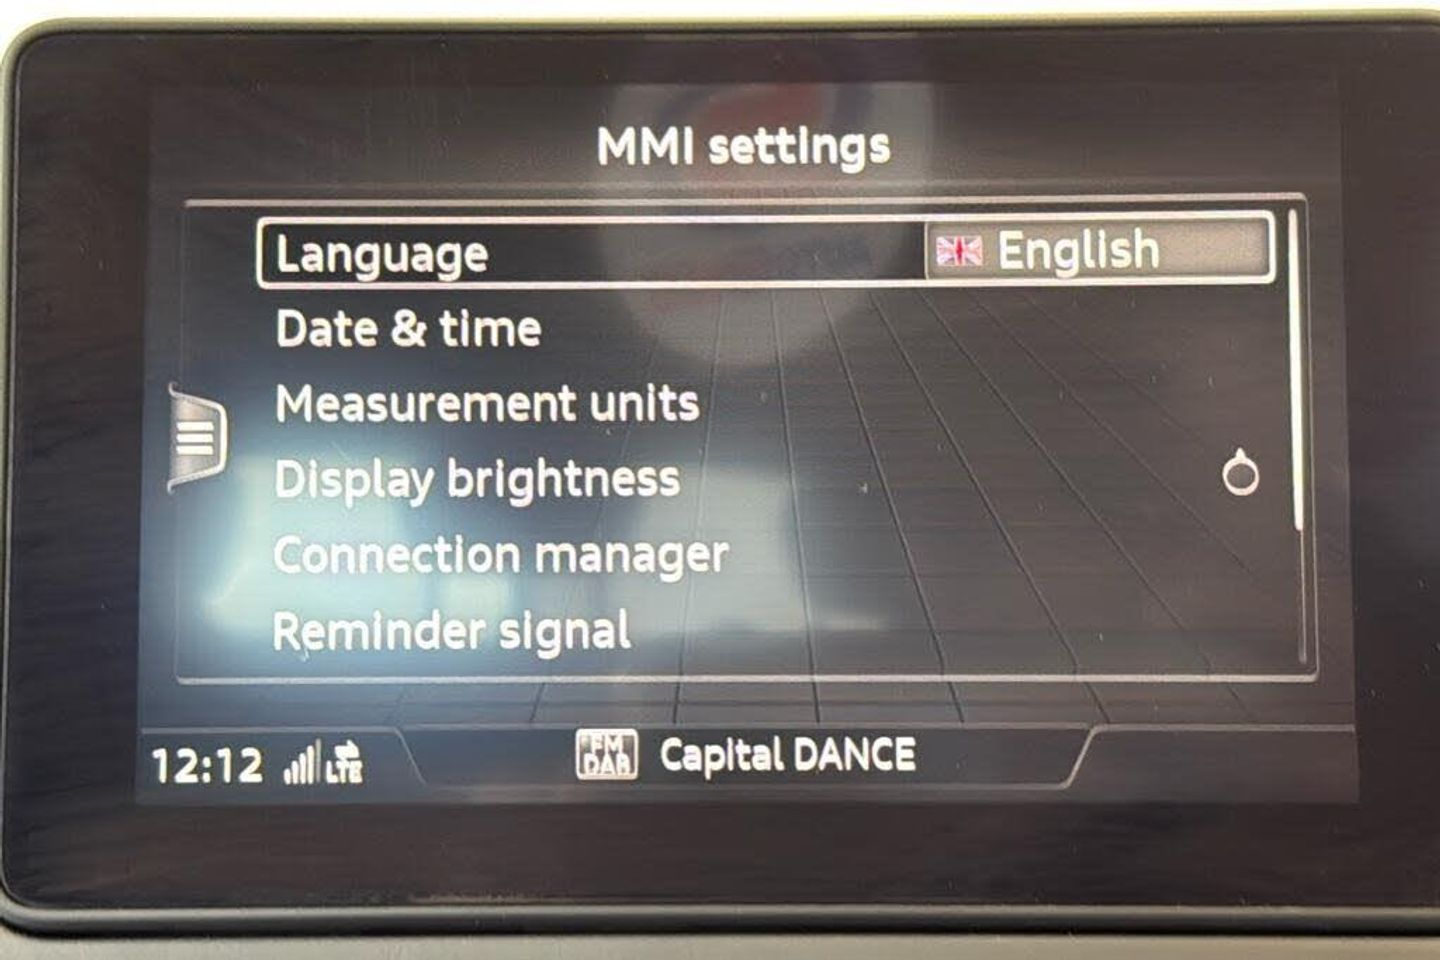 MMI settings
Language English
Date & time
Measurement units
Display brightness
Connection manager
Reminder signal
12:12 LTE FM DAB Capital DANCE